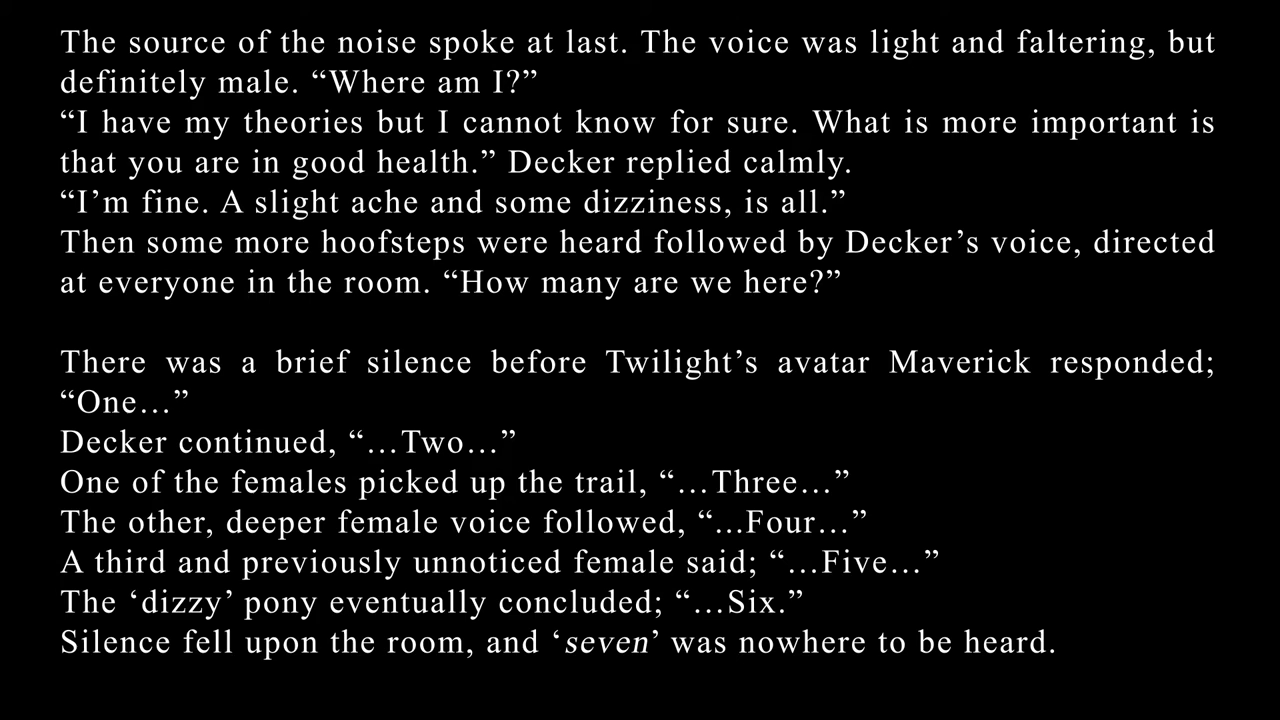 The source of the noise spoke at last. The voice was light and faltering, but
definitely male. “Where am I?”
“I have my theories but I cannot know for sure. What is more important is
that you are in good health.” Decker replied calmly.
“I’m fine. A slight ache and some dizziness, is all.”
Then some more hoofsteps were heard followed by Decker’s voice, directed
at everyone in the room. “How many are we here?”
There was a brief silence before Twilight’s avatar Maverick responded;
“One…”
Decker continued, “…Two…”
One of the females picked up the trail, “…Three…”
The other, deeper female voice followed, “…Four…”
A third and previously unnoticed female said; “…Five…”
The ‘dizzy’ pony eventually concluded; “…Six.”
Silence fell upon the room, and ‘seven’ was nowhere to be heard.